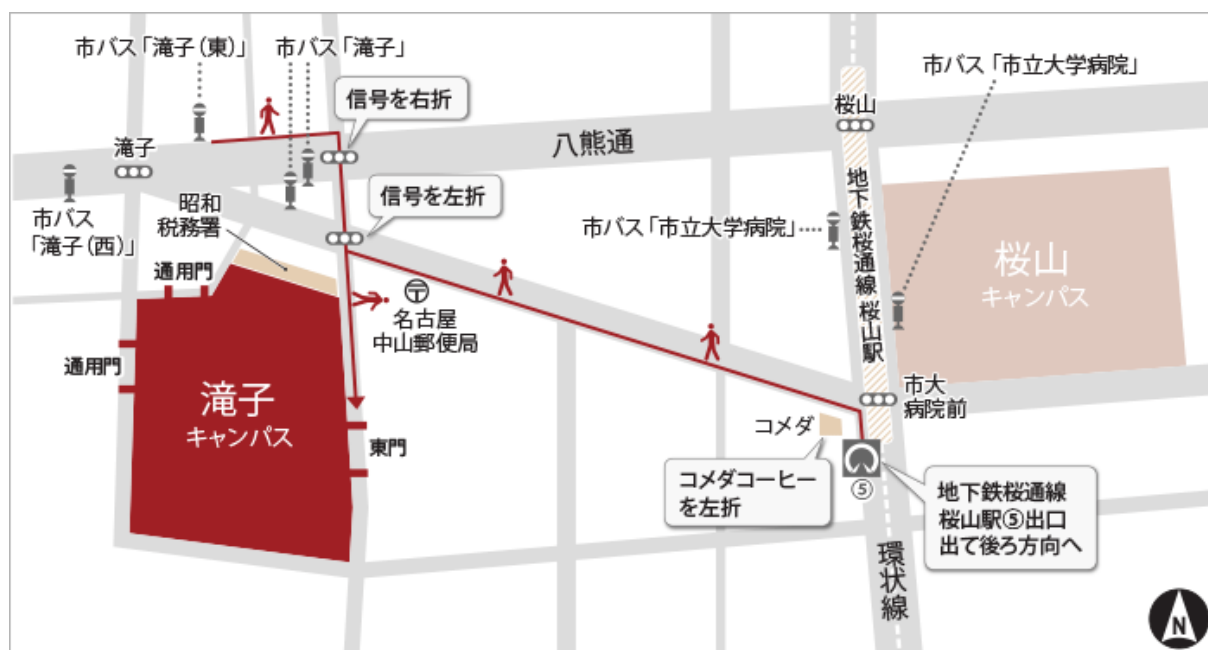 市バス「滝子(東)」
市バス「滝子」
信号を右折
市バス「市立大学病院」
桜山
滝子
八熊通
昭和
税務署
信号を左折
地下鉄桜通線
桜山駅
市バス
「滝子(西)」
市バス「市立大学病院」
桜山
キャンパス
通用門
〒
名古屋
中山郵便局
通用門
滝子
キャンパス
市大
病院前
コメダ
東門
コメダコーヒー
を左折
⑤
地下鉄桜通線
桜山駅⑤出口
出て後ろ方向へ
環状線
N